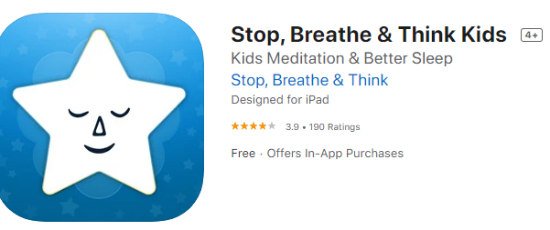 Stop, Breathe & Think Kids 4+
Kids Meditation & Better Sleep
Stop, Breathe & Think
Designed for iPad
★★★★★ 3.9 • 190 Ratings
Free · Offers In-App Purchases